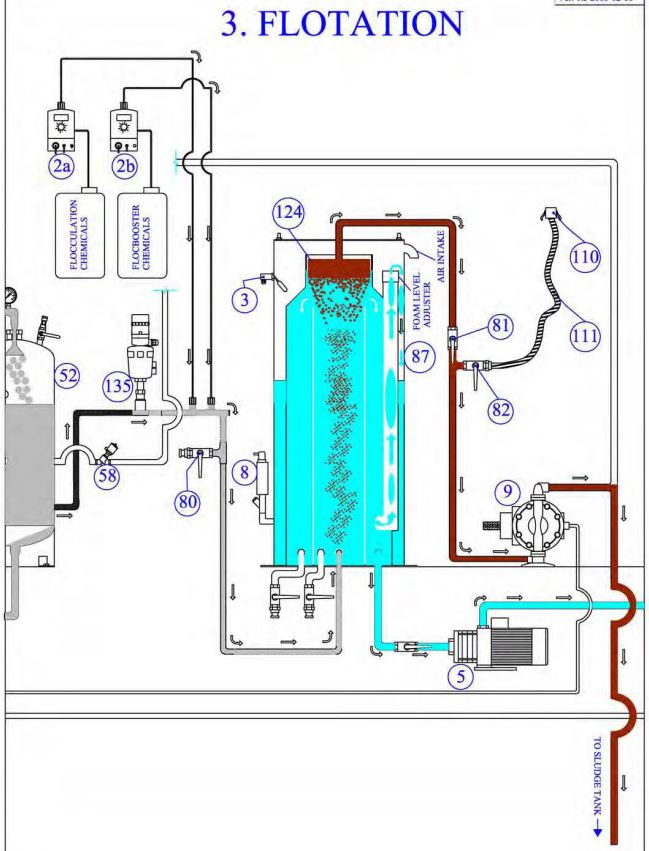 3. FLOTATION
2a
2b
FLOCCULATION
CHEMICALS
FLOCBOOSTER
CHEMICALS
124
3
AIR INTAKE
FOAM LEVEL
ADJUSTER
110
111
81
87
82
52
135
58
80
8
9
5
TO SLUDGE TANK